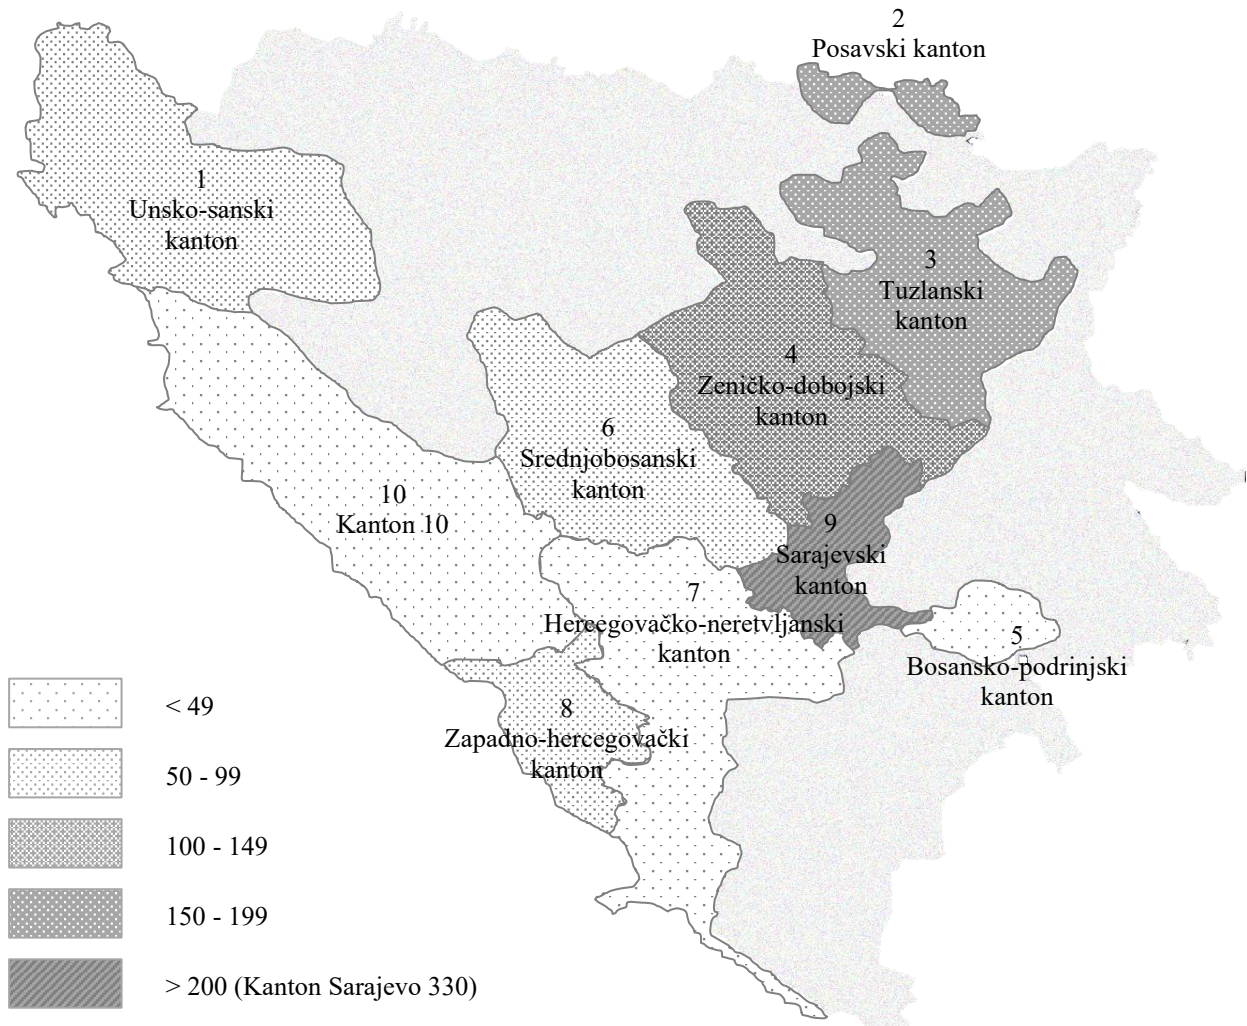 2
Posavski kanton
1
Unsko-sanski
kanton
3
Tuzlanski
kanton
4
Zeničko-dobojski
kanton
6
Srednjobosanski
kanton
10
Kanton 10
9
Sarajevski
kanton
7
Hercegovačko-neretvljanski
kanton
5
Bosansko-podrinjski
kanton
8
Zapadno-hercegovački
kanton
< 49
50 - 99
100 - 149
150 - 199
> 200 (Kanton Sarajevo 330)